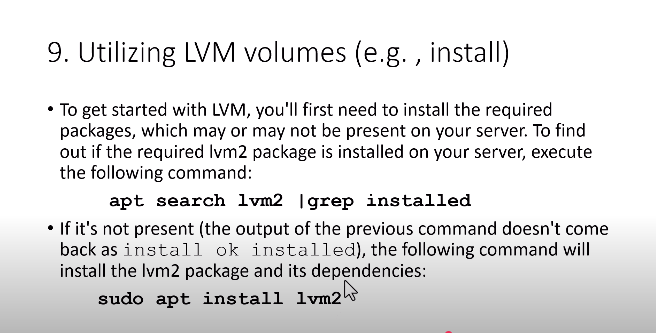 9. Utilizing LVM volumes (e.g. , install)
• To get started with LVM, you'll first need to install the required
packages, which may or may not be present on your server. To find
out if the required lvm2 package is installed on your server, execute
the following command:
apt search lvm2 |grep installed
• If it's not present (the output of the previous command doesn't come
back as install ok installed), the following command will
install the lvm2 package and its dependencies:
sudo apt install lvm2